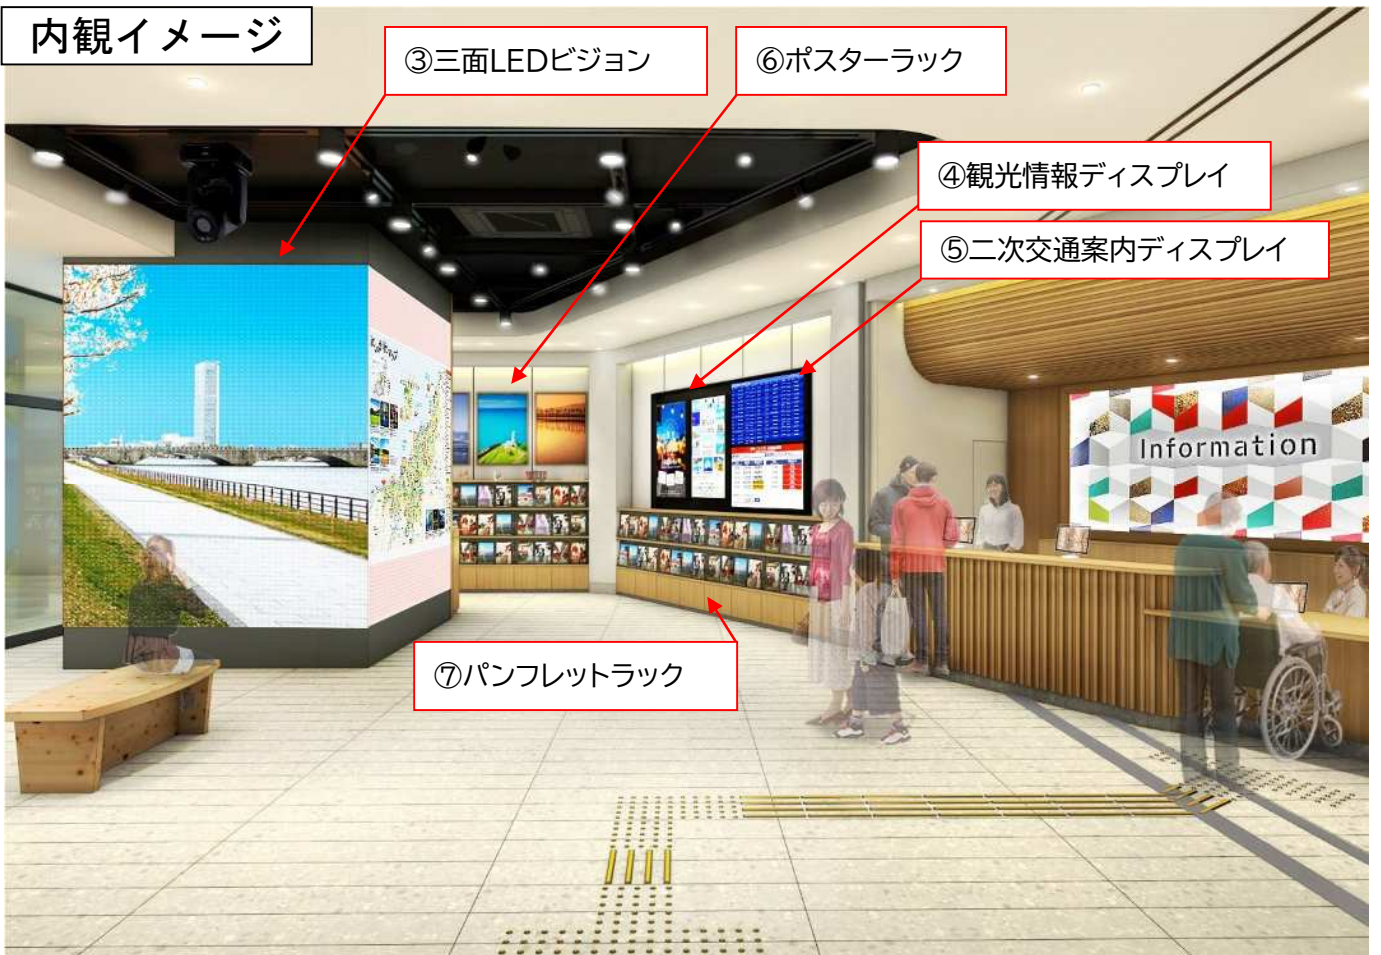 内観イメージ
③三面LEDビジョン
⑥ポスターラック
④観光情報ディスプレイ
⑤二次交通案内ディスプレイ
Information
⑦パンフレットラック